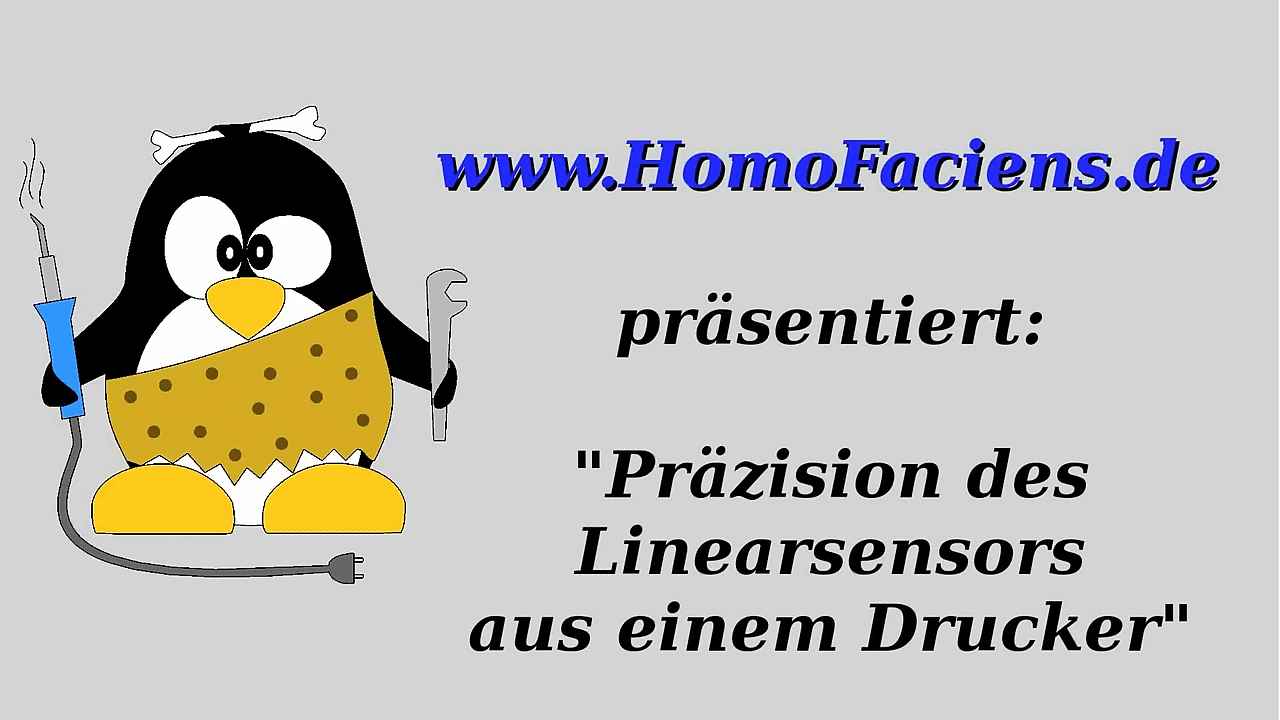 www.HomoFaciens.de
präsentiert:
"Präzision des
Linearsensors
aus einem Drucker"